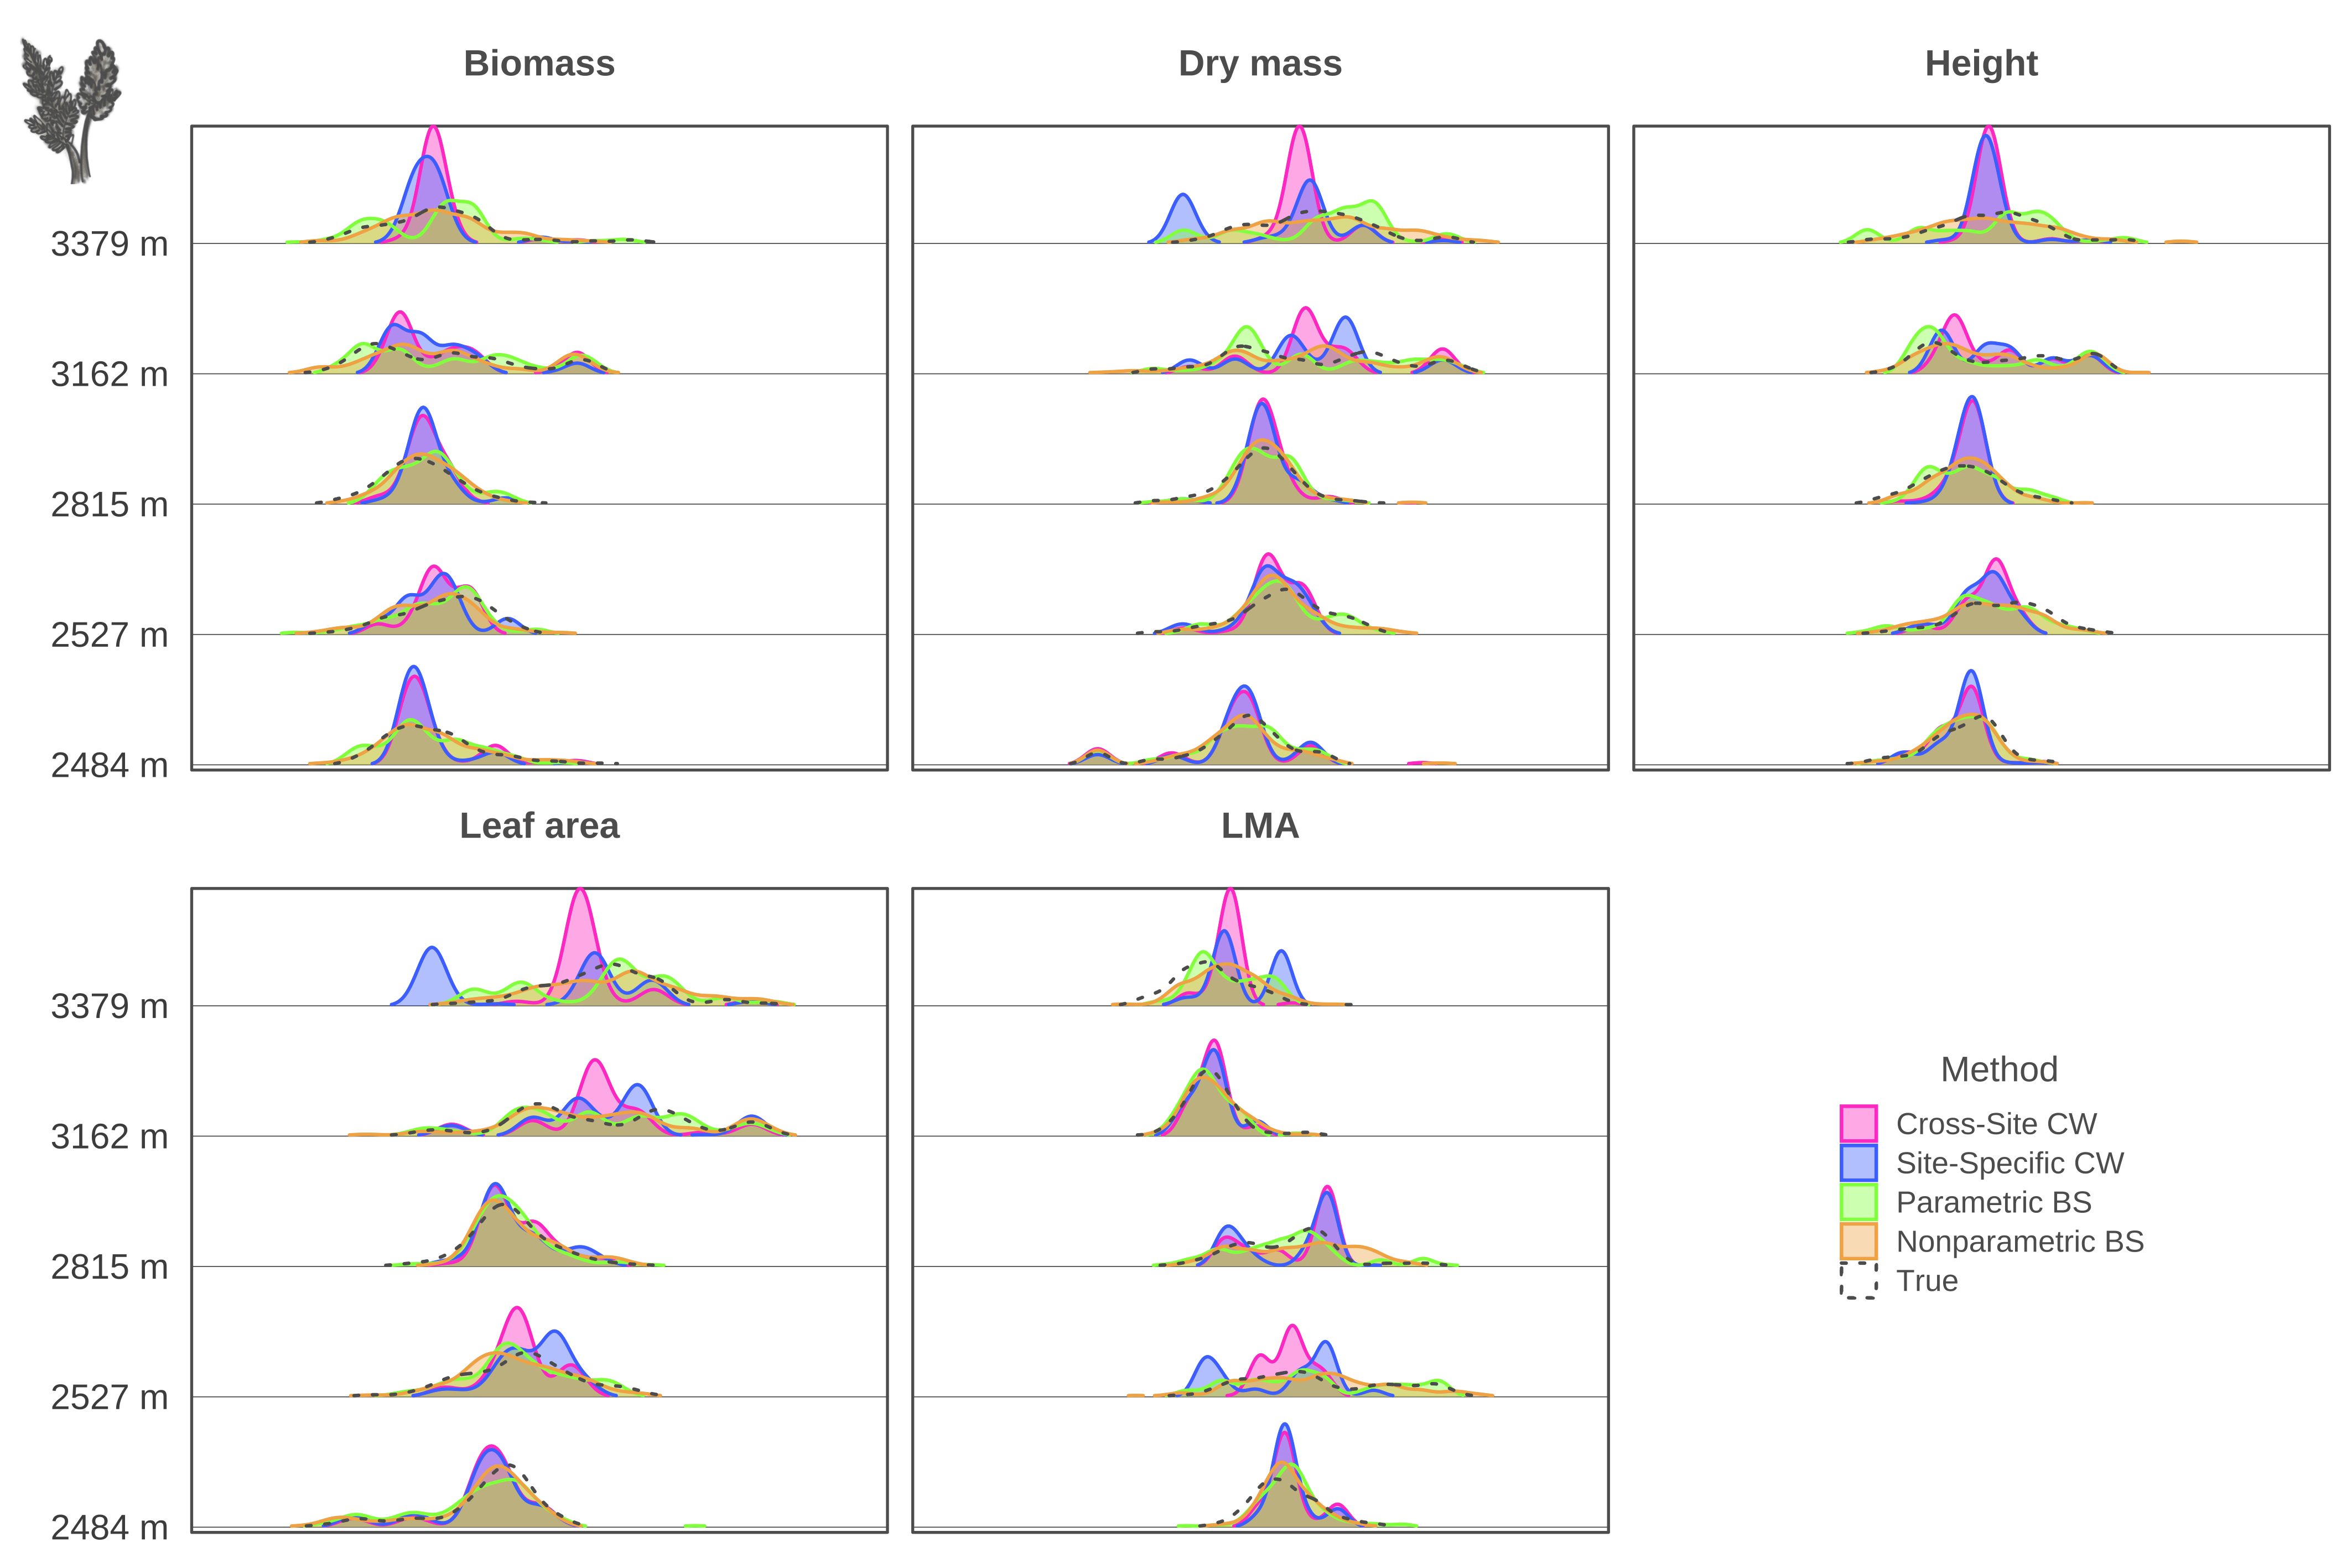 Biomass
Dry mass
Height
3379 m
3162 m
2815 m
2527 m
2484 m
Leaf area
LMA
3379 m
3162 m
2815 m
2527 m
2484 m
Method
Cross-Site CW
Site-Specific CW
Parametric BS
Nonparametric BS
True